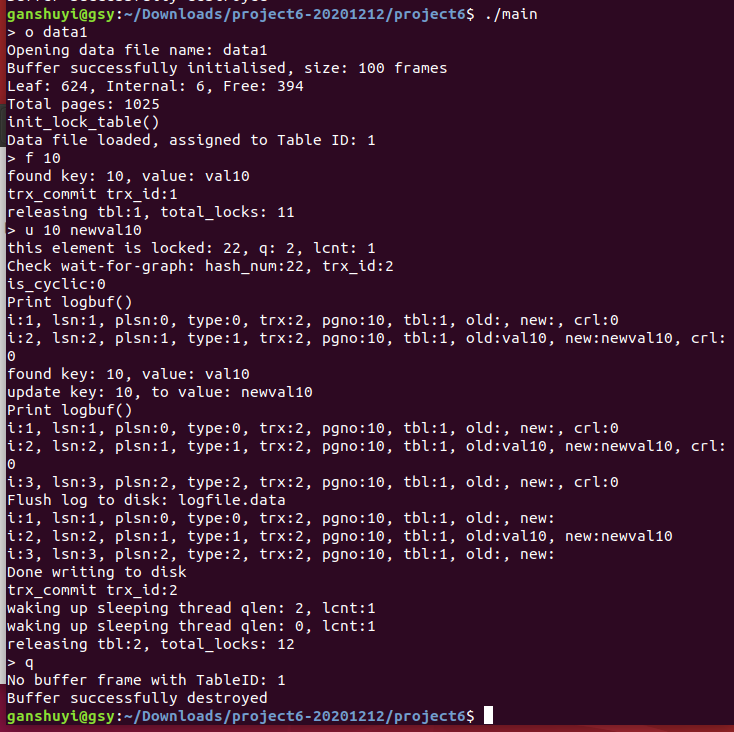 ganshuyi@gsy:~/Downloads/project6-20201212/project6$ ./main
> o data1
Opening data file name: data1
Buffer successfully initialised, size: 100 frames
Leaf: 624, Internal: 6, Free: 394
Total pages: 1025
init_lock_table()
Data file loaded, assigned to Table ID: 1
> f 10
found key: 10, value: val10
trx_commit trx_id:1
releasing tbl:1, total_locks: 11
> u 10 newval10
this element is locked: 22, q: 2, lcnt: 1
Check wait-for-graph: hash_num:22, trx_id:2
is_cyclic:0
Print logbuf()
i:1, lsn:1, plsn:0, type:0, trx:2, pgno:10, tbl:1, old:, new:, crl:0
i:2, lsn:2, plsn:1, type:1, trx:2, pgno:10, tbl:1, old:val10, new:newval10, crl:
0
found key: 10, value: val10
update key: 10, to value: newval10
Print logbuf()
i:1, lsn:1, plsn:0, type:0, trx:2, pgno:10, tbl:1, old:, new:, crl:0
i:2, lsn:2, plsn:1, type:1, trx:2, pgno:10, tbl:1, old:val10, new:newval10, crl:
0
i:3, lsn:3, plsn:2, type:2, trx:2, pgno:10, tbl:1, old:, new:, crl:0
Flush log to disk: logfile.data
i:1, lsn:1, plsn:0, type:0, trx:2, pgno:10, tbl:1, old:, new:
i:2, lsn:2, plsn:1, type:1, trx:2, pgno:10, tbl:1, old:val10, new:newval10
i:3, lsn:3, plsn:2, type:2, trx:2, pgno:10, tbl:1, old:, new:
Done writing to disk
trx_commit trx_id:2
waking up sleeping thread qlen: 2, lcnt:1
waking up sleeping thread qlen: 0, lcnt:1
releasing tbl:2, total_locks: 12
> q
No buffer frame with TableID: 1
Buffer successfully destroyed
ganshuyi@gsy:~/Downloads/project6-20201212/project6$